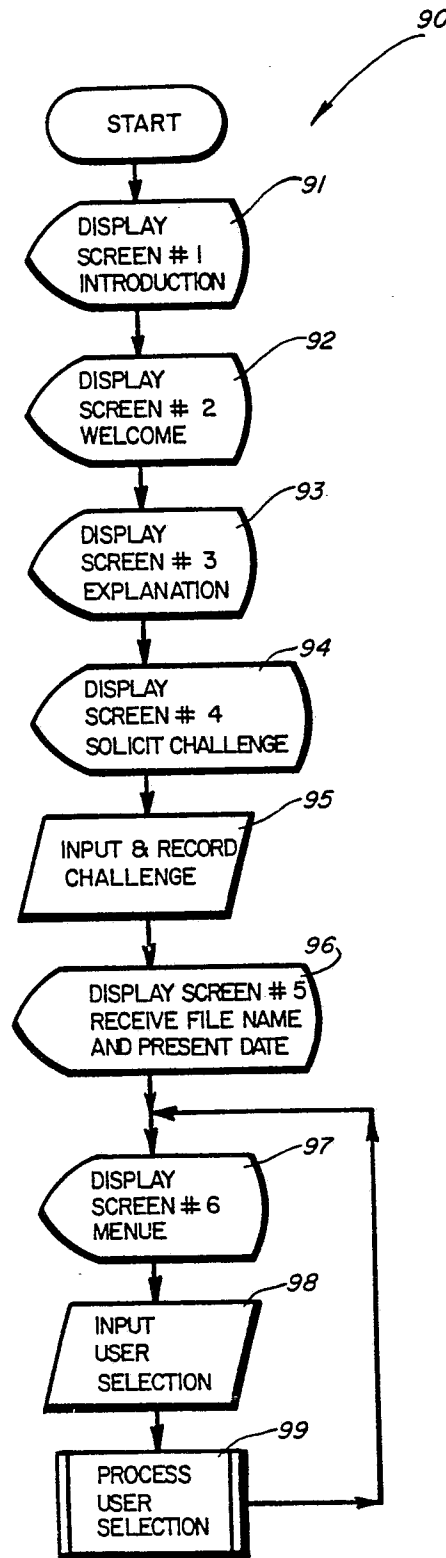 90
START
91
DISPLAY
SCREEN # 1
INTRODUCTION
92
DISPLAY
SCREEN # 2
WELCOME
93
DISPLAY
SCREEN # 3
EXPLANATION
94
DISPLAY
SCREEN # 4
SOLICIT CHALLENGE
95
INPUT & RECORD
CHALLENGE
96
DISPLAY SCREEN # 5
RECEIVE FILE NAME
AND PRESENT DATE
97
DISPLAY
SCREEN # 6
MENUE
98
INPUT
USER
SELECTION
99
PROCESS
USER
SELECTION